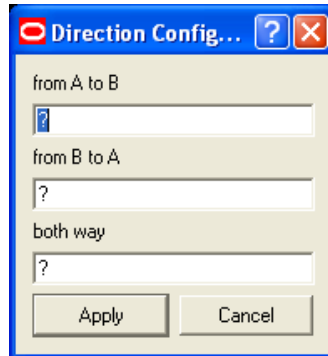 Direction Config... ?
from A to B
?
from B to A
?
both way
?
Apply Cancel